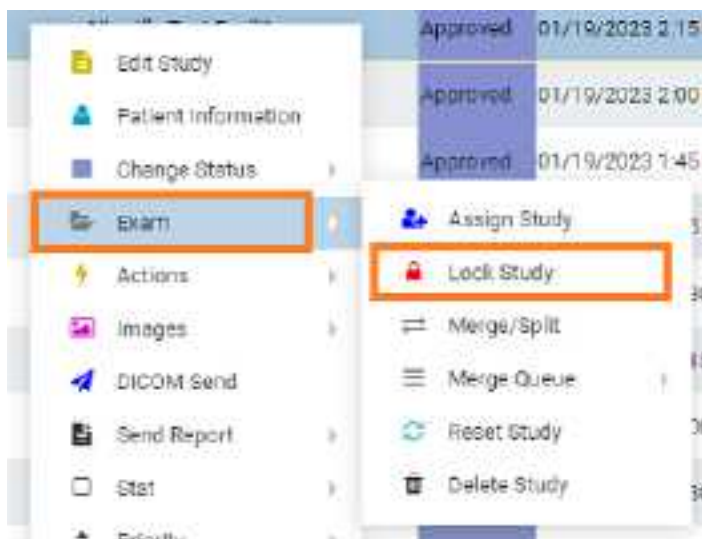 Approved 01/19/2023 2:15
Edit Study
Approved 01/19/2023 2:00
Patient Information
Change Status
Approved 01/19/2023 1:45
Exam
Assign Study
Actions
Lock Study
Images
Merge/Split
DICOM Send
Merge Queue
Send Report
Reset Study
Stat
Delete Study
Priority